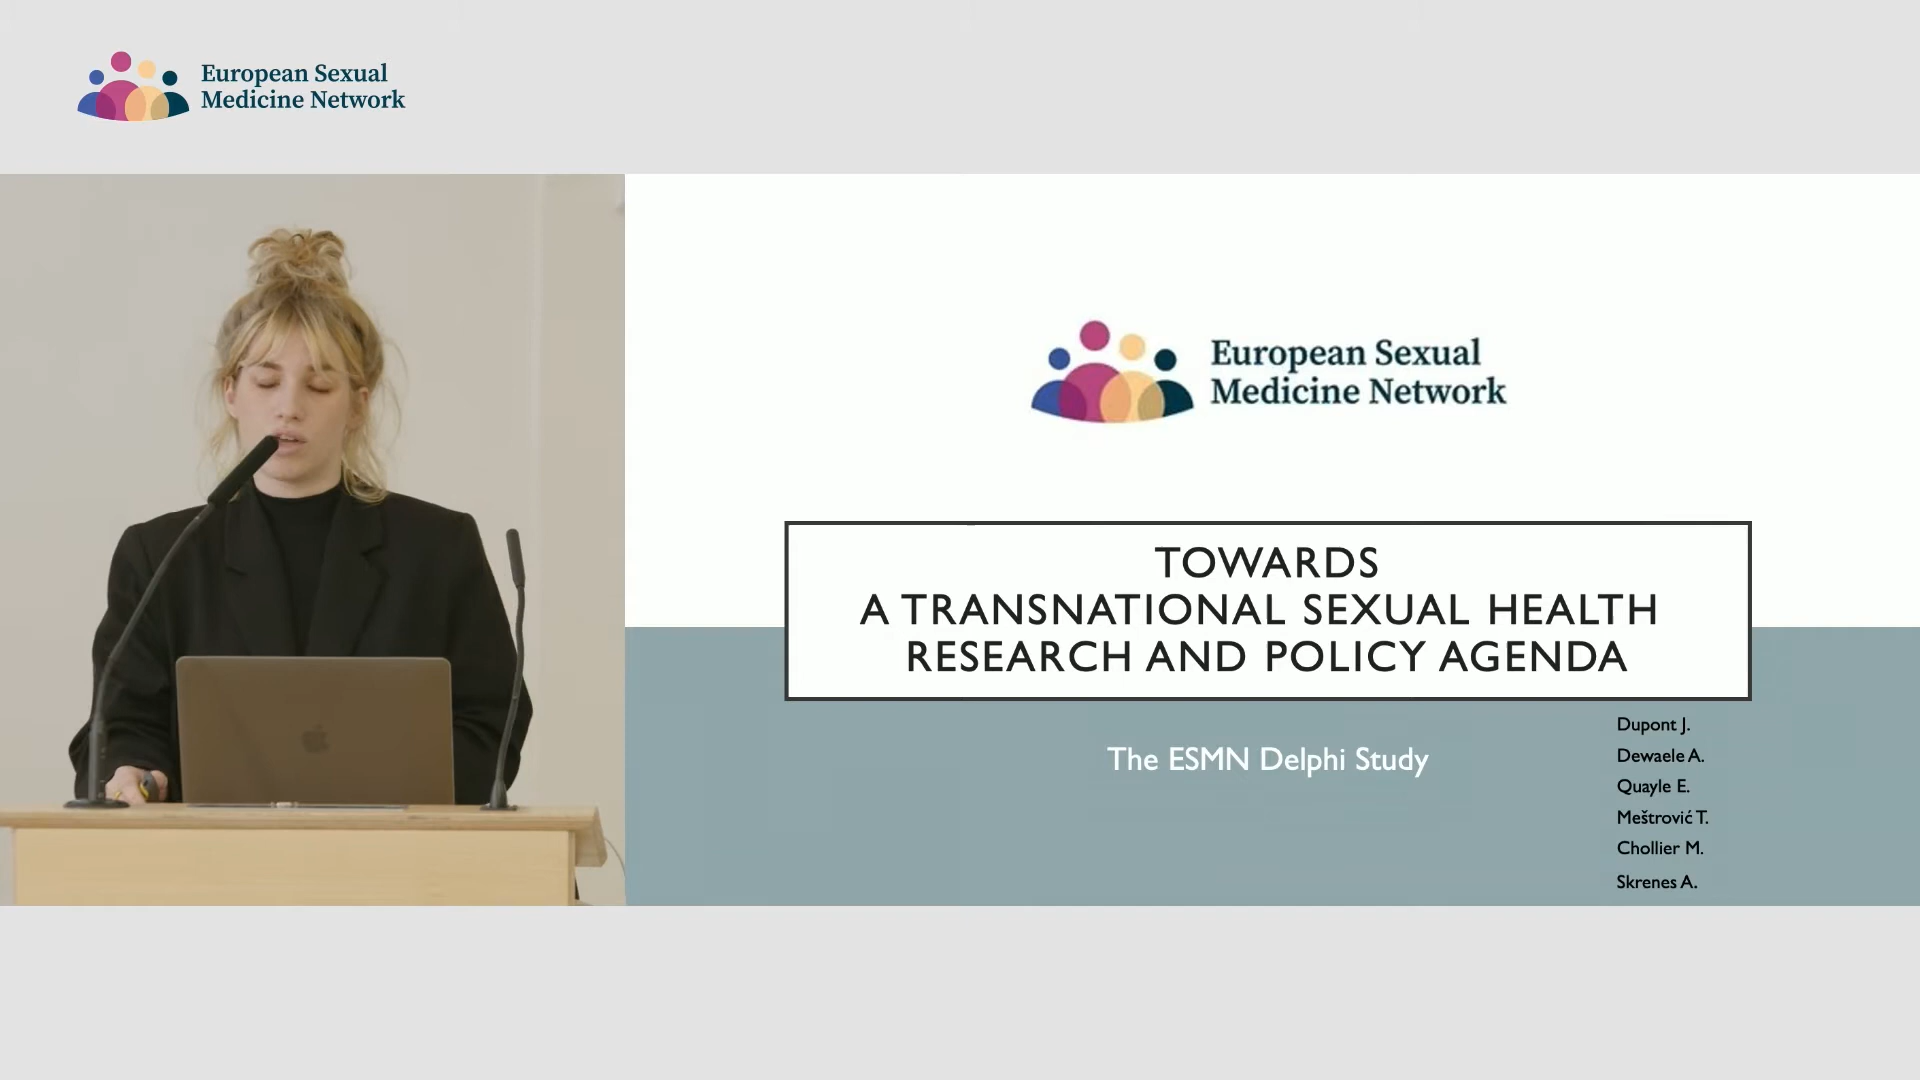 European Sexual
Medicine Network
European Sexual
Medicine Network
TOWARDS
A TRANSNATIONAL SEXUAL HEALTH
RESEARCH AND POLICY AGENDA
The ESMN Delphi Study
Dupont J.
Dewaele A.
Quayle E.
Meštrović T.
Chollier M.
Skrenes A.